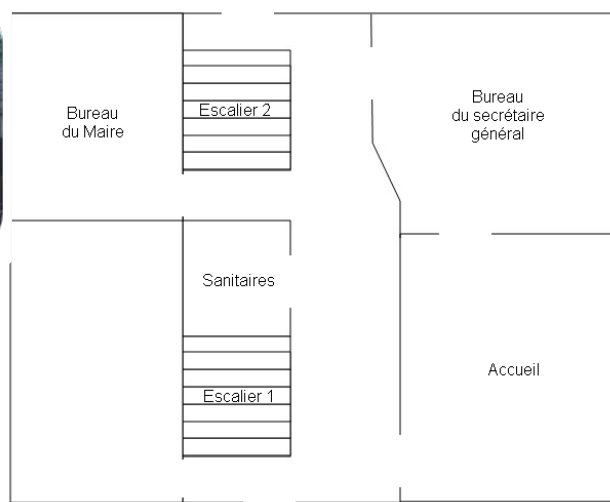 Bureau
du Maire
Escalier 2
Bureau
du secrétaire
général
Sanitaires
Escalier 1
Accueil